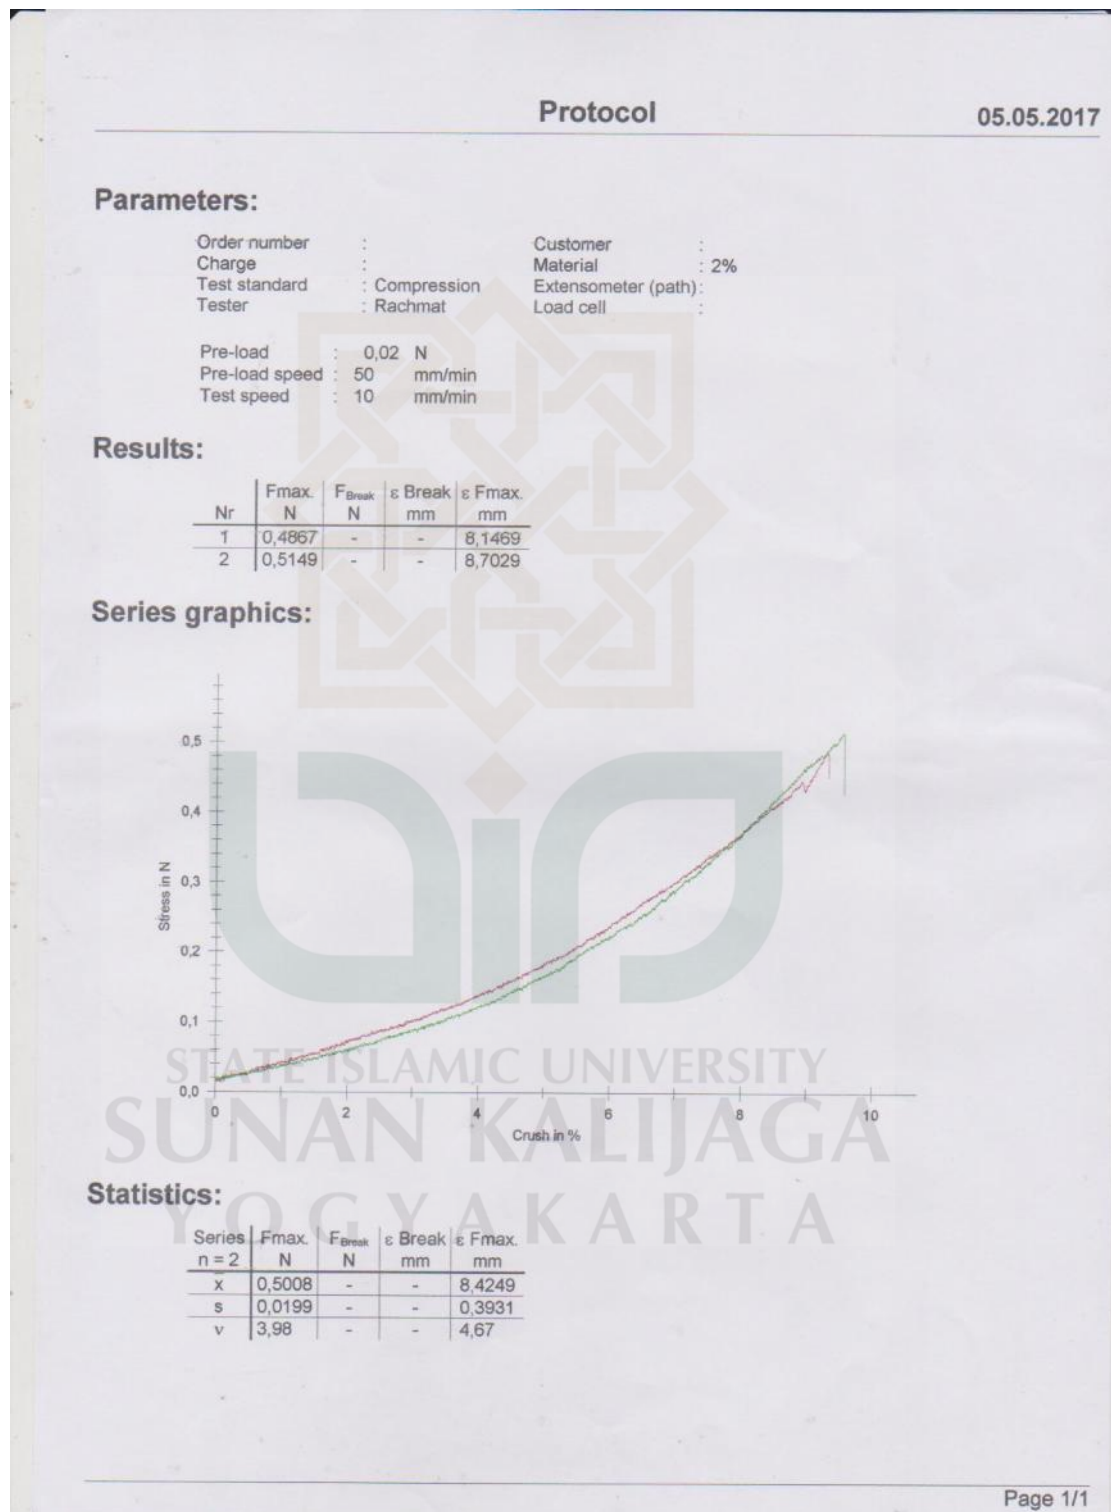 Protocol 05.05.2017
Parameters:
Order number : Customer :
Charge : Material : 2%
Test standard : Compression Extensometer (path) :
Tester : Rachmat Load cell :
Pre-load : 0,02 N
Pre-load speed : 50 mm/min
Test speed : 10 mm/min
Results:
Fmax. FBreak ε Break ε Fmax.
Nr N N mm mm
1 0,4867 - - 8,1469
2 0,5149 - - 8,7029
Series graphics:
0,5
0,4
0,3
0,2
0,1
0,0
Stress in N
0 2 4 6 8 10
Crush in %
STATE ISLAMIC UNIVERSITY
SUNAN KALIJAGA
YOGYAKARTA
Statistics:
Series Fmax. FBreak ε Break ε Fmax.
n = 2 N N mm mm
x̄ 0,5008 - - 8,4249
s 0,0199 - - 0,3931
ν 3,98 - - 4,67
Page 1/1